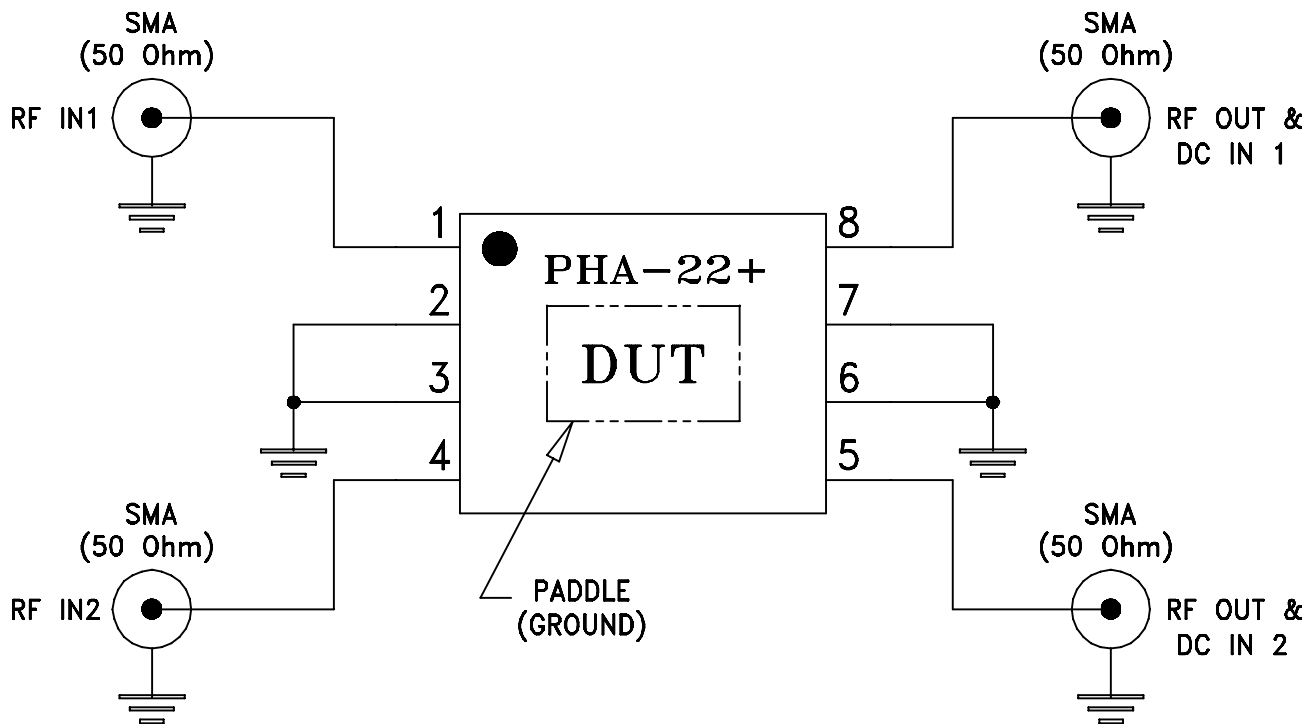 SMA
(50 Ohm)
RF IN1
SMA
(50 Ohm)
RF OUT &
DC IN 1
1
2
3
4
PHA-22+
DUT
8
7
6
5
SMA
(50 Ohm)
RF IN2
PADDLE
(GROUND)
SMA
(50 Ohm)
RF OUT &
DC IN 2